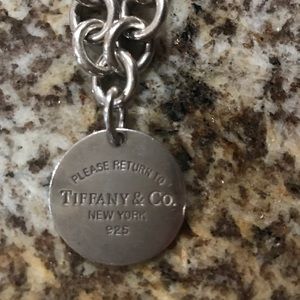 PLEASE RETURN TO
TIFFANY & CO.
NEW YORK
925